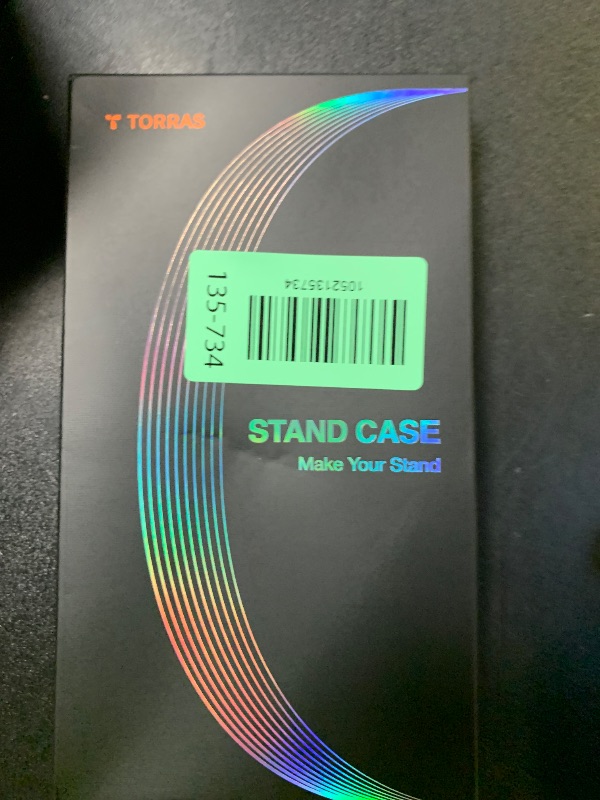 TORRAS
1052135734
135-734
STAND CASE
Make Your Stand